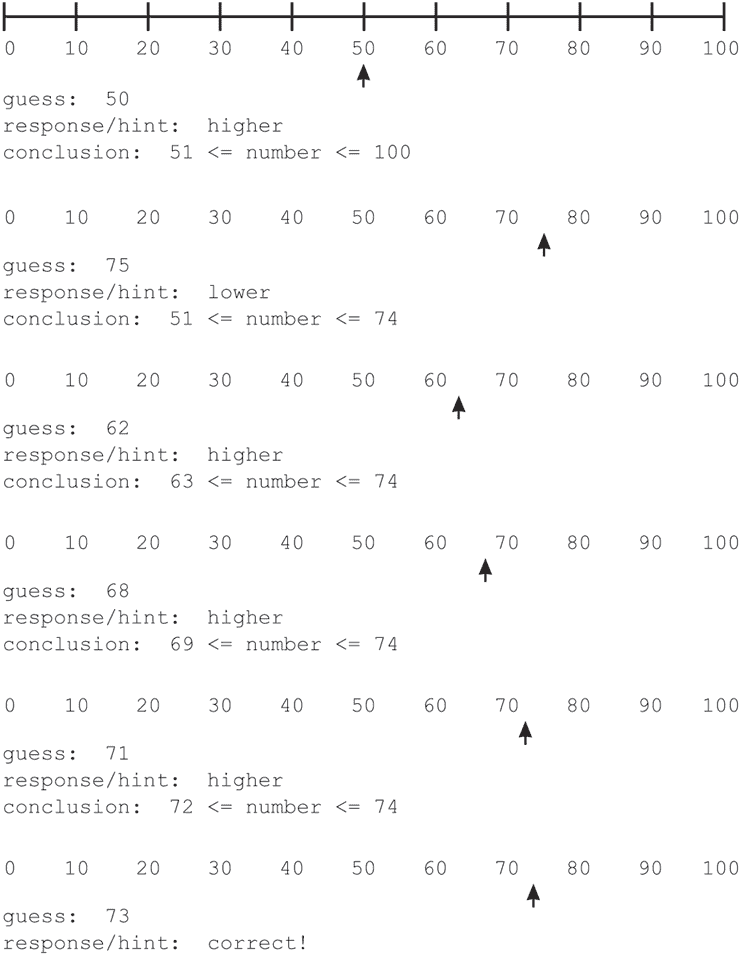 0 10 20 30 40 50 60 70 80 90 100
guess: 50
response/hint: higher
conclusion: 51 <= number <= 100
0 10 20 30 40 50 60 70 80 90 100
guess: 75
response/hint: lower
conclusion: 51 <= number <= 74
0 10 20 30 40 50 60 70 80 90 100
guess: 62
response/hint: higher
conclusion: 63 <= number <= 74
0 10 20 30 40 50 60 70 80 90 100
guess: 68
response/hint: higher
conclusion: 69 <= number <= 74
0 10 20 30 40 50 60 70 80 90 100
guess: 71
response/hint: higher
conclusion: 72 <= number <= 74
0 10 20 30 40 50 60 70 80 90 100
guess: 73
response/hint: correct!